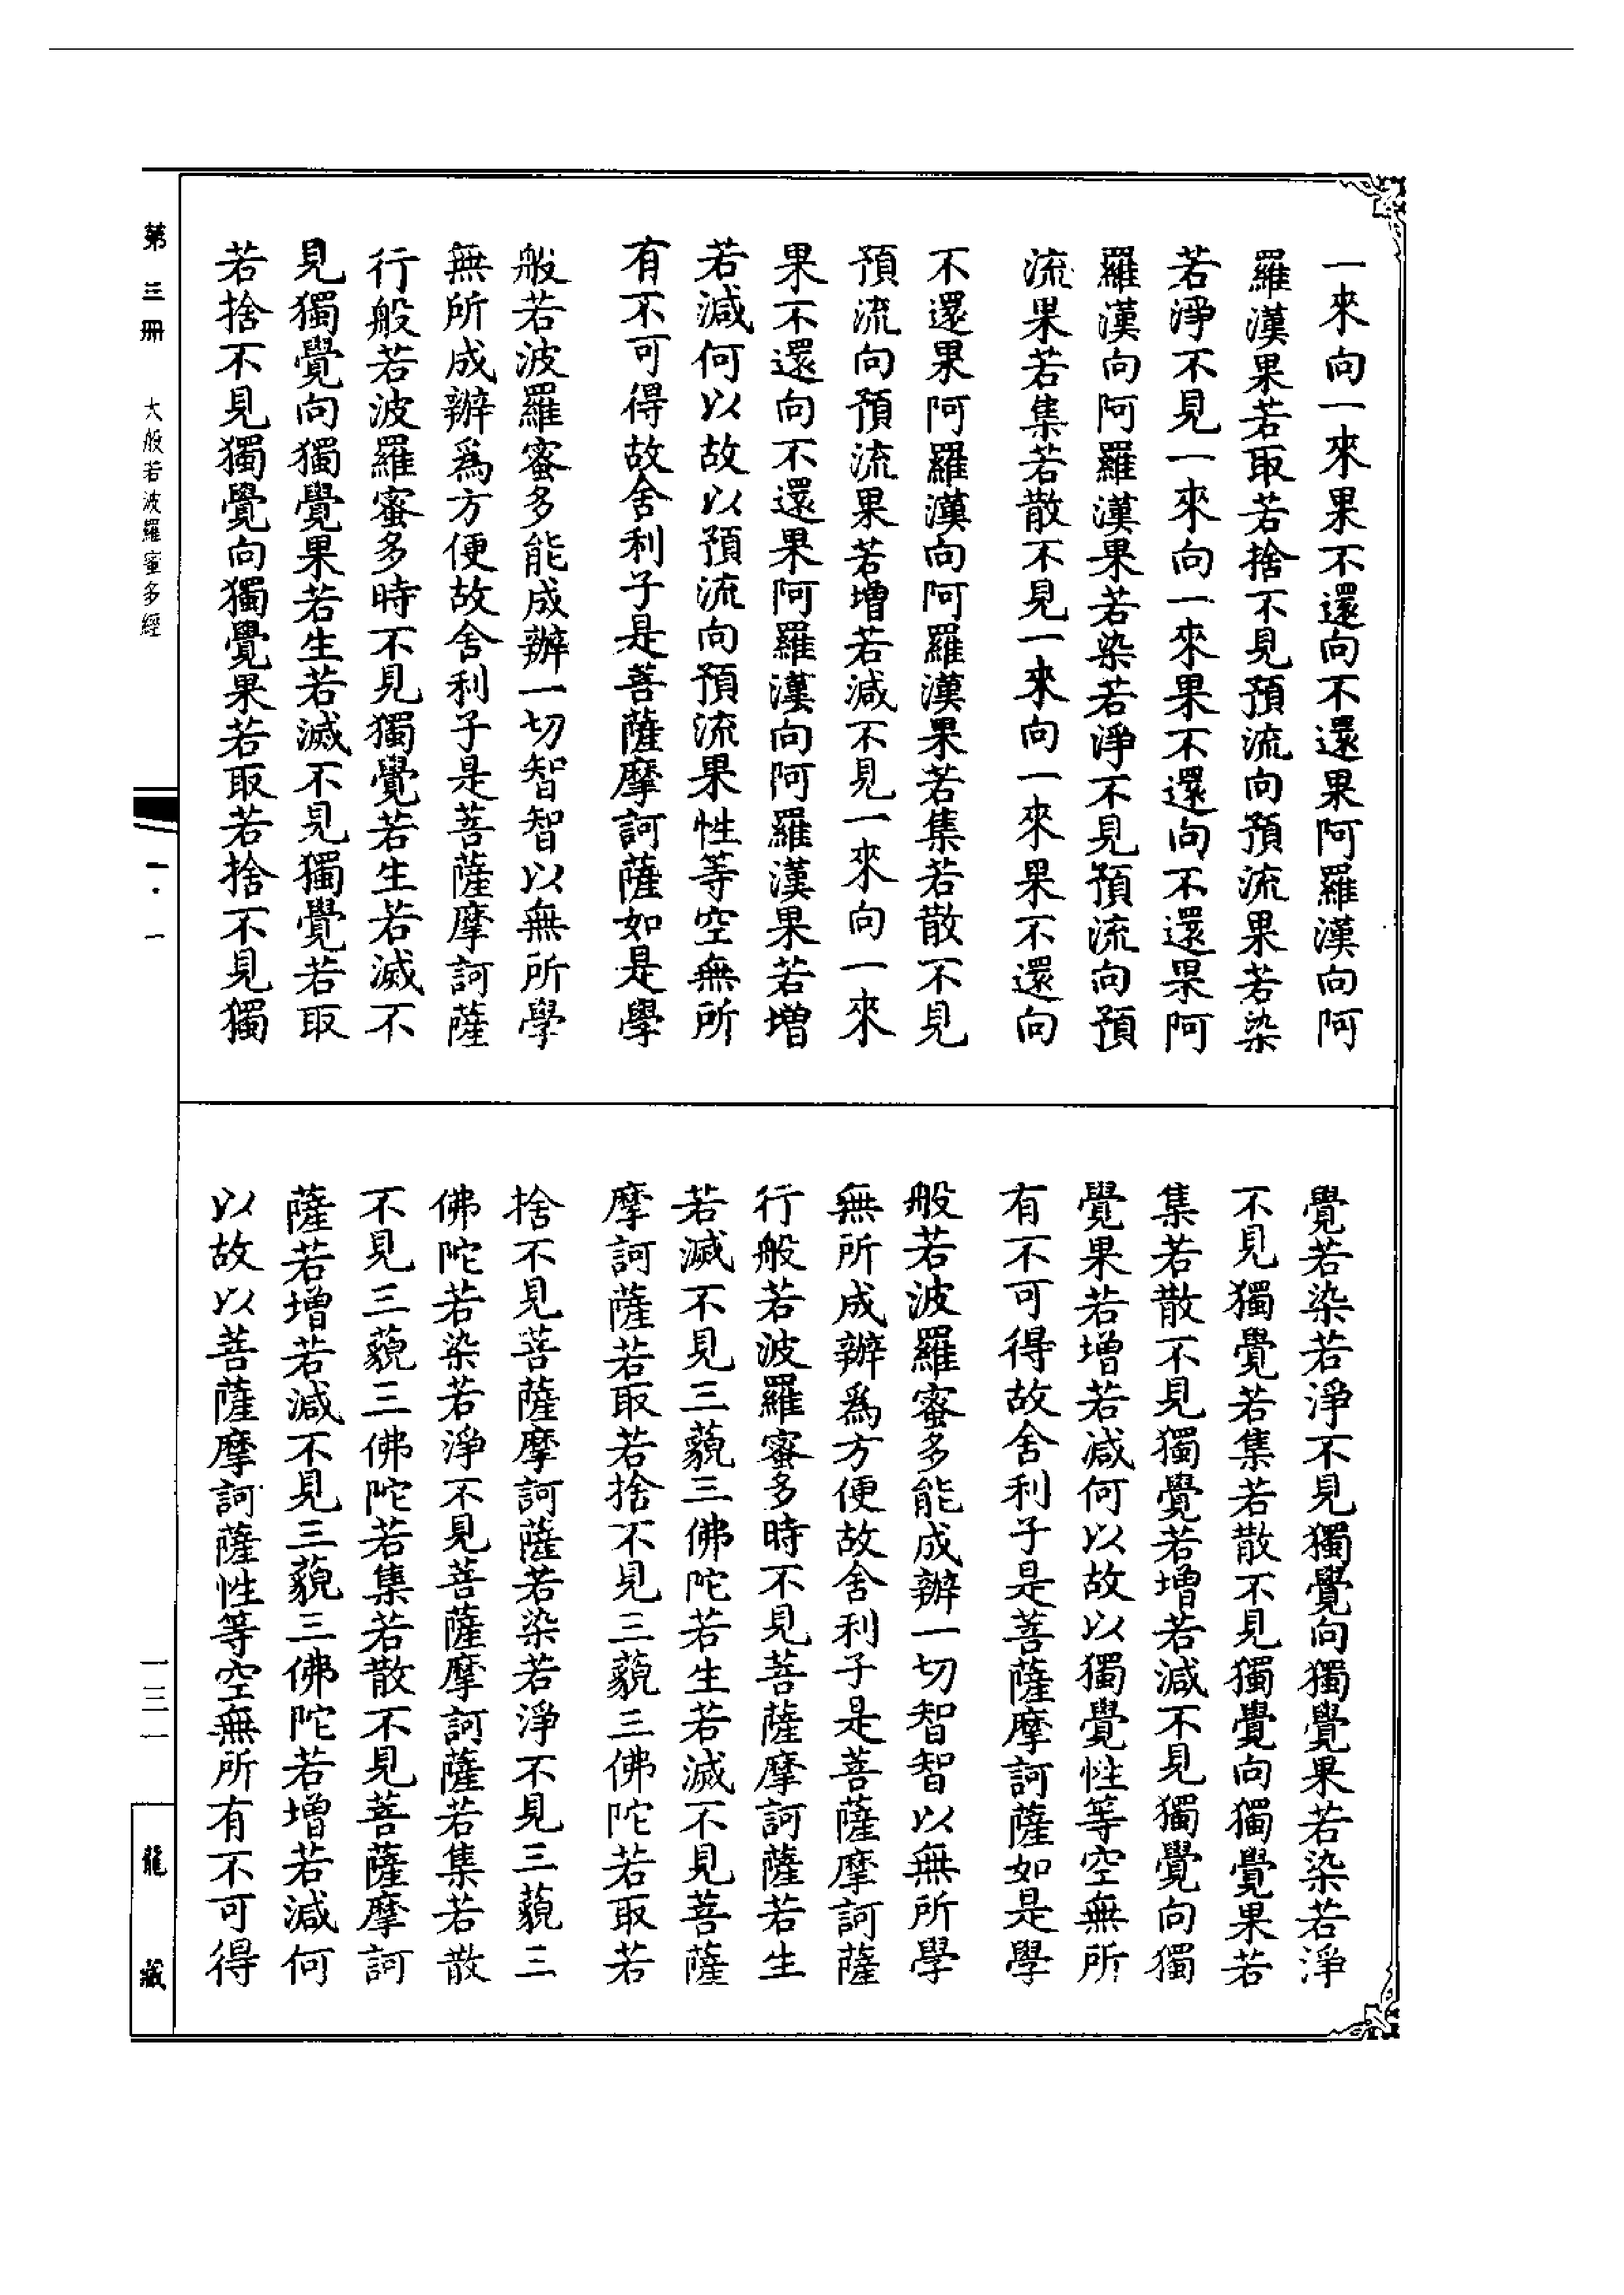 一來向一來果不還向不還果阿羅漢向阿
羅漢果若取若捨不見預流向預流果若染
若淨不見一來向一來果不還向不還果阿
羅漢向阿羅漢果若染若淨不見預流向預
流果若集若散不見一來向一來果不還向
不還果阿羅漢向阿羅漢果若集若散不見
預流向預流果若增若減不見一來向一來
果不還向不還果阿羅漢向阿羅漢果若增
若減何以故以預流向預流果性等空無所
有不可得故舍利子是菩薩摩訶薩如是學
般若波羅蜜多能成辦一切智智以無所學
無所成辦爲方便故舍利子是菩薩摩訶薩
行般若波羅蜜多時不見獨覺若生若滅不
見獨覺向獨覺果若生若滅不見獨覺若取
若捨不見獨覺向獨覺果若取若捨不見獨
覺若染若淨不見獨覺向獨覺果若染若淨
不見獨覺若集若散不見獨覺向獨覺果若
集若散不見獨覺若增若減不見獨覺向獨
覺果若增若減何以故以獨覺性等空無所
有不可得故舍利子是菩薩摩訶薩如是學
般若波羅蜜多能成辦一切智智以無所學
無所成辦爲方便故舍利子是菩薩摩訶薩
行般若波羅蜜多時不見菩薩摩訶薩若生
若滅不見三藐三佛陀若生若滅不見菩薩
摩訶薩若取若捨不見三藐三佛陀若取若
捨不見菩薩摩訶薩若染若淨不見三藐三
佛陀若染若淨不見菩薩摩訶薩若集若散
不見三藐三佛陀若集若散不見菩薩摩訶
薩若增若減不見三藐三佛陀若增若減何
以故以菩薩摩訶薩性等空無所有不可得
第三冊 大般若波羅蜜多經
二·一
一三一
龍藏